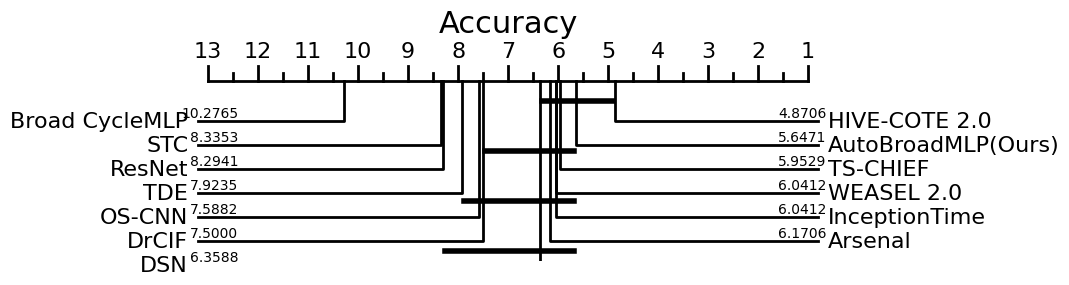 Accuracy
13 12 11 10 9 8 7 6 5 4 3 2 1
Broad CycleMLP 10.2765 4.8706 HIVE-COTE 2.0
STC 8.3353 5.6471 AutoBroadMLP(Ours)
ResNet 8.2941 5.9529 TS-CHIEF
TDE 7.9235 6.0412 WEASEL 2.0
OS-CNN 7.5882 6.0412 InceptionTime
DrCIF 7.5000 6.1706 Arsenal
DSN 6.3588